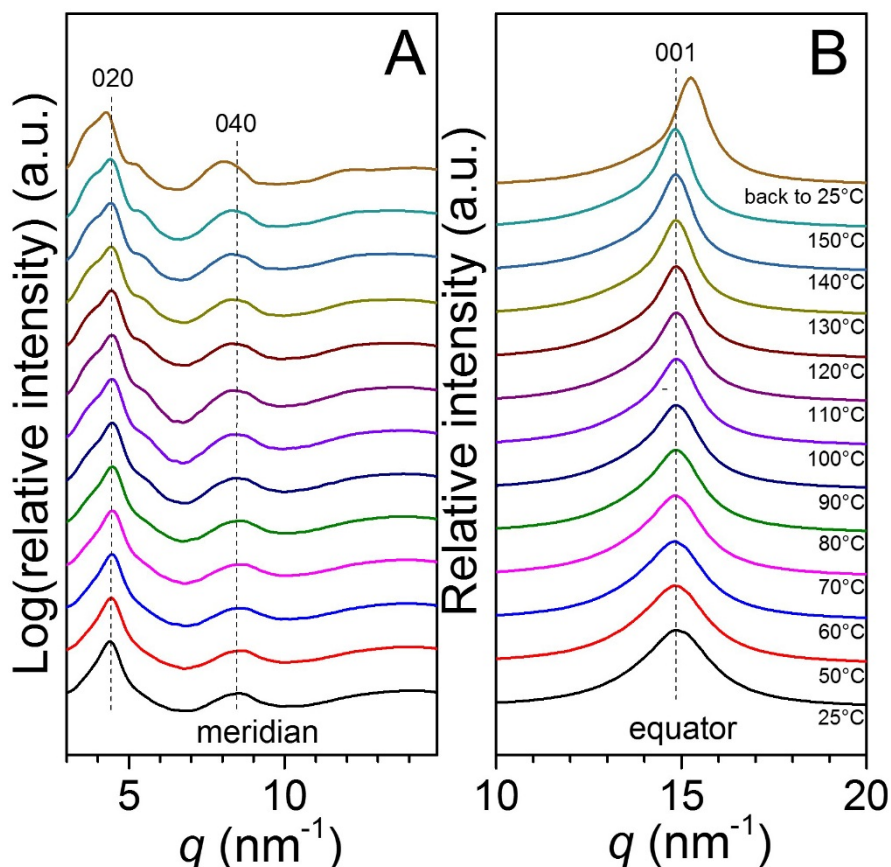 A
020
040
Log(relative intensity) (a.u.)
meridian
5
10
q (nm⁻¹)
B
001
Relative intensity (a.u.)
back to 25°C
150°C
140°C
130°C
120°C
110°C
100°C
90°C
80°C
70°C
60°C
50°C
25°C
equator
10
15
20
q (nm⁻¹)